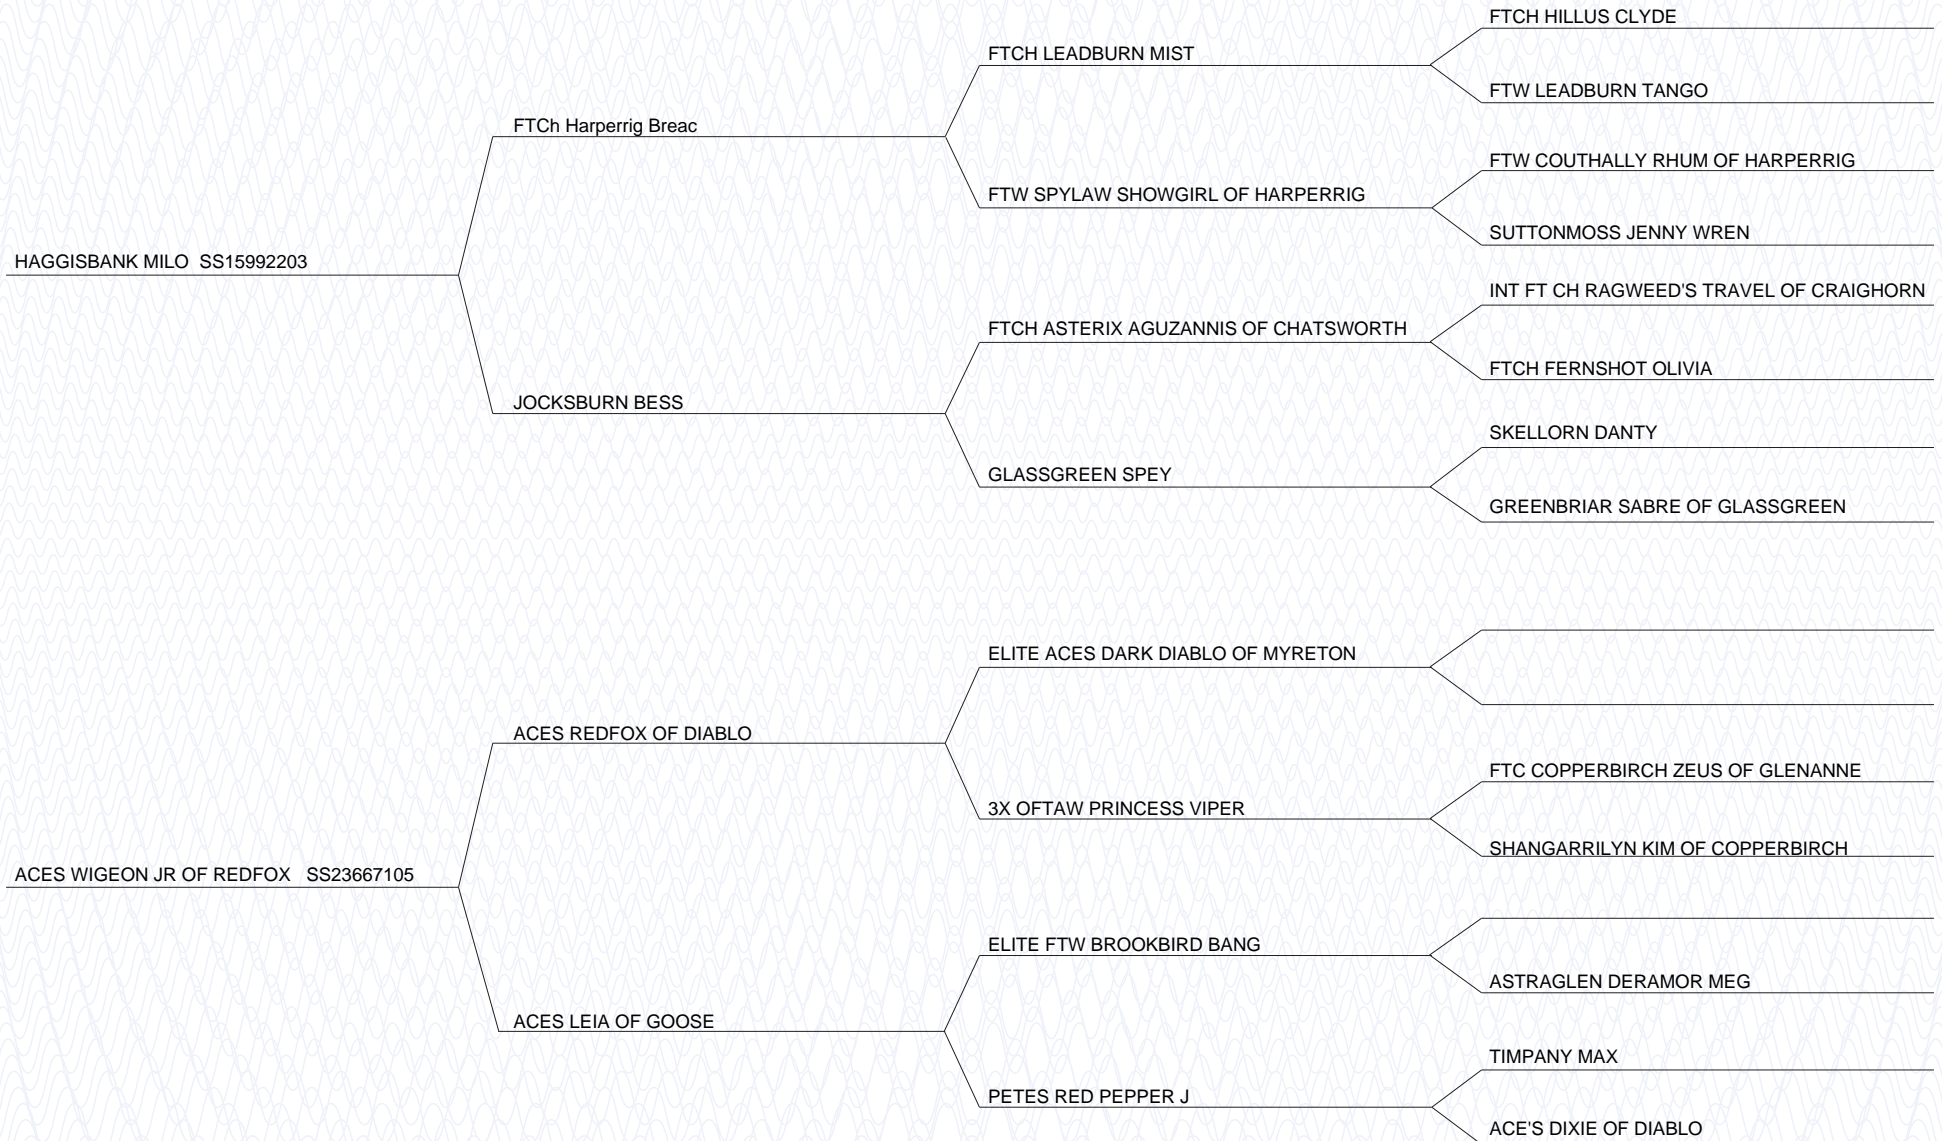 FTCH HILLUS CLYDE
FTCH LEADBURN MIST
FTW LEADBURN TANGO
FTCh Harperrig Breac
FTW COUTHALLY RHUM OF HARPERRIG
FTW SPYLAW SHOWGIRL OF HARPERRIG
SUTTONMOSS JENNY WREN
HAGGISBANK MILO SS15992203
INT FT CH RAGWEED'S TRAVEL OF CRAIGHORN
FTCH ASTERIX AGUZANNIS OF CHATSWORTH
FTCH FERNSHOT OLIVIA
JOCKSBURN BESS
SKELLORN DANTY
GLASSGREEN SPEY
GREENBRIAR SABRE OF GLASSGREEN
ELITE ACES DARK DIABLO OF MYRETON
ACES REDFOX OF DIABLO
FTC COPPERBIRCH ZEUS OF GLENANNE
3X OFTAW PRINCESS VIPER
SHANGARRILYN KIM OF COPPERBIRCH
ACES WIGEON JR OF REDFOX SS23667105
ELITE FTW BROOKBIRD BANG
ASTRAGLEN DERAMOR MEG
ACES LEIA OF GOOSE
TIMPANY MAX
PETES RED PEPPER J
ACE'S DIXIE OF DIABLO